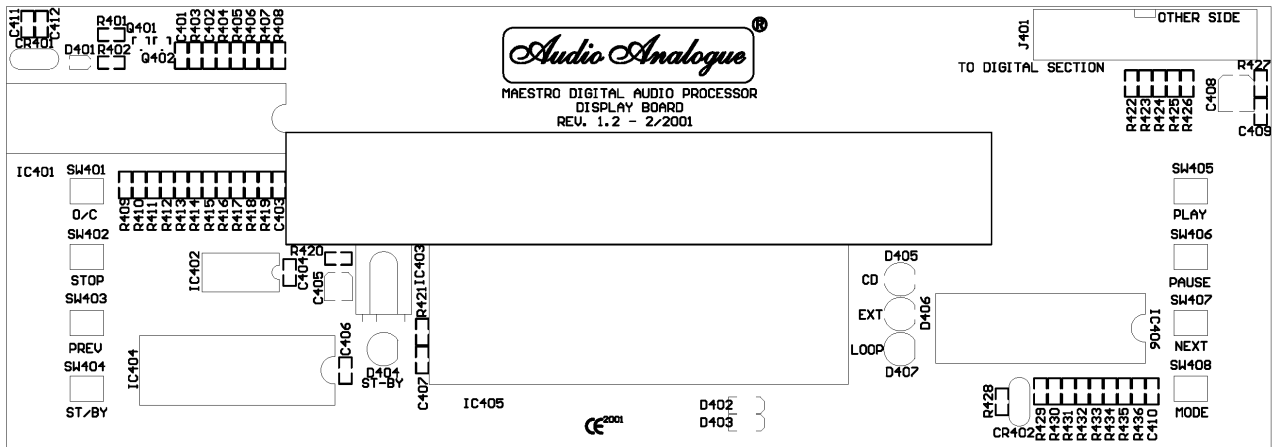 C411
C412
CR401
D401
R401
R402
Q401
Q402
C401
R403
C402
R404
R405
R406
R407
R408
Audio Analogue®
MAESTRO DIGITAL AUDIO PROCESSOR
DISPLAY BOARD
REV. 1.2 - 2/2001
J401
OTHER SIDE
TO DIGITAL SECTION
R422
R423
R424
R425
R426
C408
R427
C409
IC401
SW401
O/C
SW402
STOP
SW403
PREV
SW404
ST/BY
R409
R410
R411
R412
R413
R414
R415
R416
R417
R418
R419
C403
IC402
C404
R420
C405
IC403
R421
IC404
C406
D404
ST-BY
C407
IC405
CE 2001
D402
D403
D405
CD
EXT
D406
LOOP
D407
IC406
R428
CR402
R429
R430
R431
R432
R433
R434
R435
R436
C410
SW405
PLAY
SW406
PAUSE
SW407
NEXT
SW408
MODE